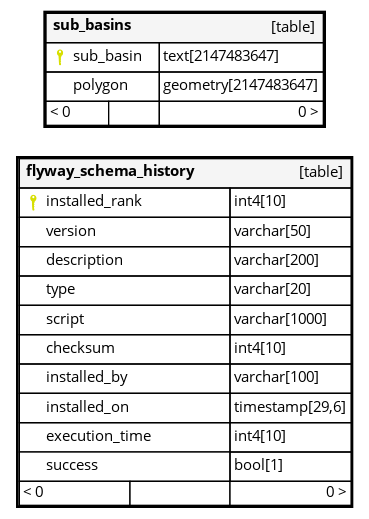 sub_basins [table]
sub_basin text[2147483647]
polygon geometry[2147483647]
< 0 0 >
flyway_schema_history [table]
installed_rank int4[10]
version varchar[50]
description varchar[200]
type varchar[20]
script varchar[1000]
checksum int4[10]
installed_by varchar[100]
installed_on timestamp[29,6]
execution_time int4[10]
success bool[1]
< 0 0 >